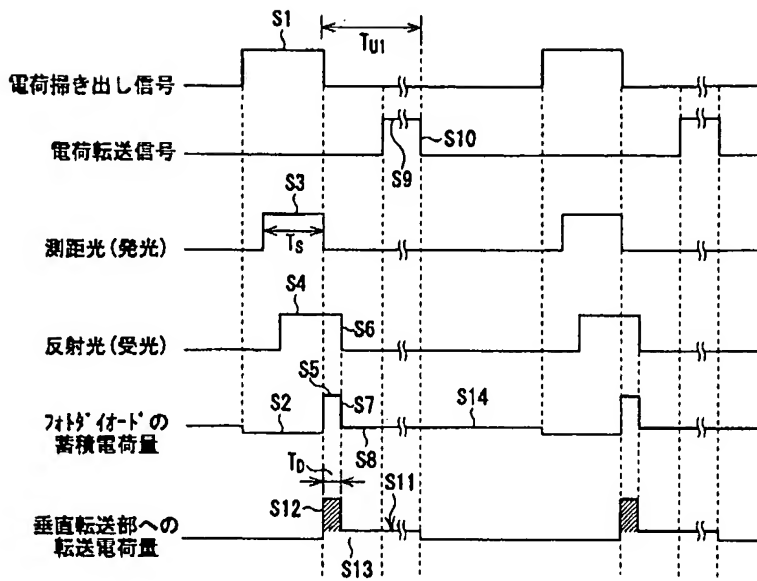 S1
TU1
電荷掃き出し信号
電荷転送信号
S9
S10
S3
測距光(発光)
TS
S4
反射光(受光)
S6
S5
S2
S7
S14
フォトダイオードの
蓄積電荷量
S8
TD
S11
S12
垂直転送部への
転送電荷量
S13